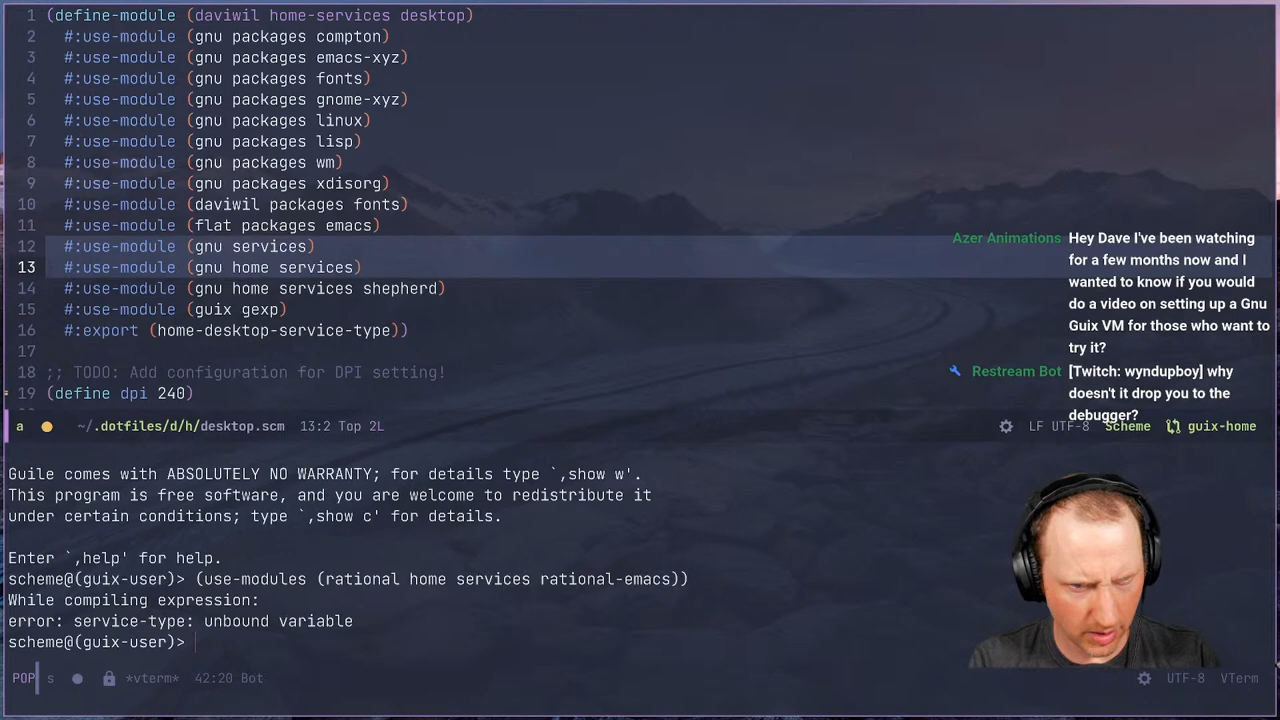 1 (define-module (daviwil home-services desktop)
2 #:use-module (gnu packages compton)
3 #:use-module (gnu packages emacs-xyz)
4 #:use-module (gnu packages fonts)
5 #:use-module (gnu packages gnome-xyz)
6 #:use-module (gnu packages linux)
7 #:use-module (gnu packages lisp)
8 #:use-module (gnu packages wm)
9 #:use-module (gnu packages xdisorg)
10 #:use-module (daviwil packages fonts)
11 #:use-module (flat packages emacs)
12 #:use-module (gnu services)
13 #:use-module (gnu home services)
14 #:use-module (gnu home services shepherd)
15 #:use-module (guix gexp)
16 #:export (home-desktop-service-type))
17
18 ;; TODO: Add configuration for DPI setting!
19 (define dpi 240)
Azer Animations Hey Dave I've been watching
for a few months now and I
wanted to know if you would
do a video on setting up a Gnu
Guix VM for those who want to
try it?
Restream Bot [Twitch: wyndupboy] why
doesn't it drop you to the
debugger?
a ~/.dotfiles/d/h/desktop.scm 13:2 Top 2L LF UTF-8 Scheme guix-home
Guile comes with ABSOLUTELY NO WARRANTY; for details type `,show w'.
This program is free software, and you are welcome to redistribute it
under certain conditions; type `,show c' for details.
Enter `,help' for help.
scheme@(guix-user)> (use-modules (rational home services rational-emacs))
While compiling expression:
error: service-type: unbound variable
scheme@(guix-user)>
POP s *vterm* 42:20 Bot UTF-8 VTerm